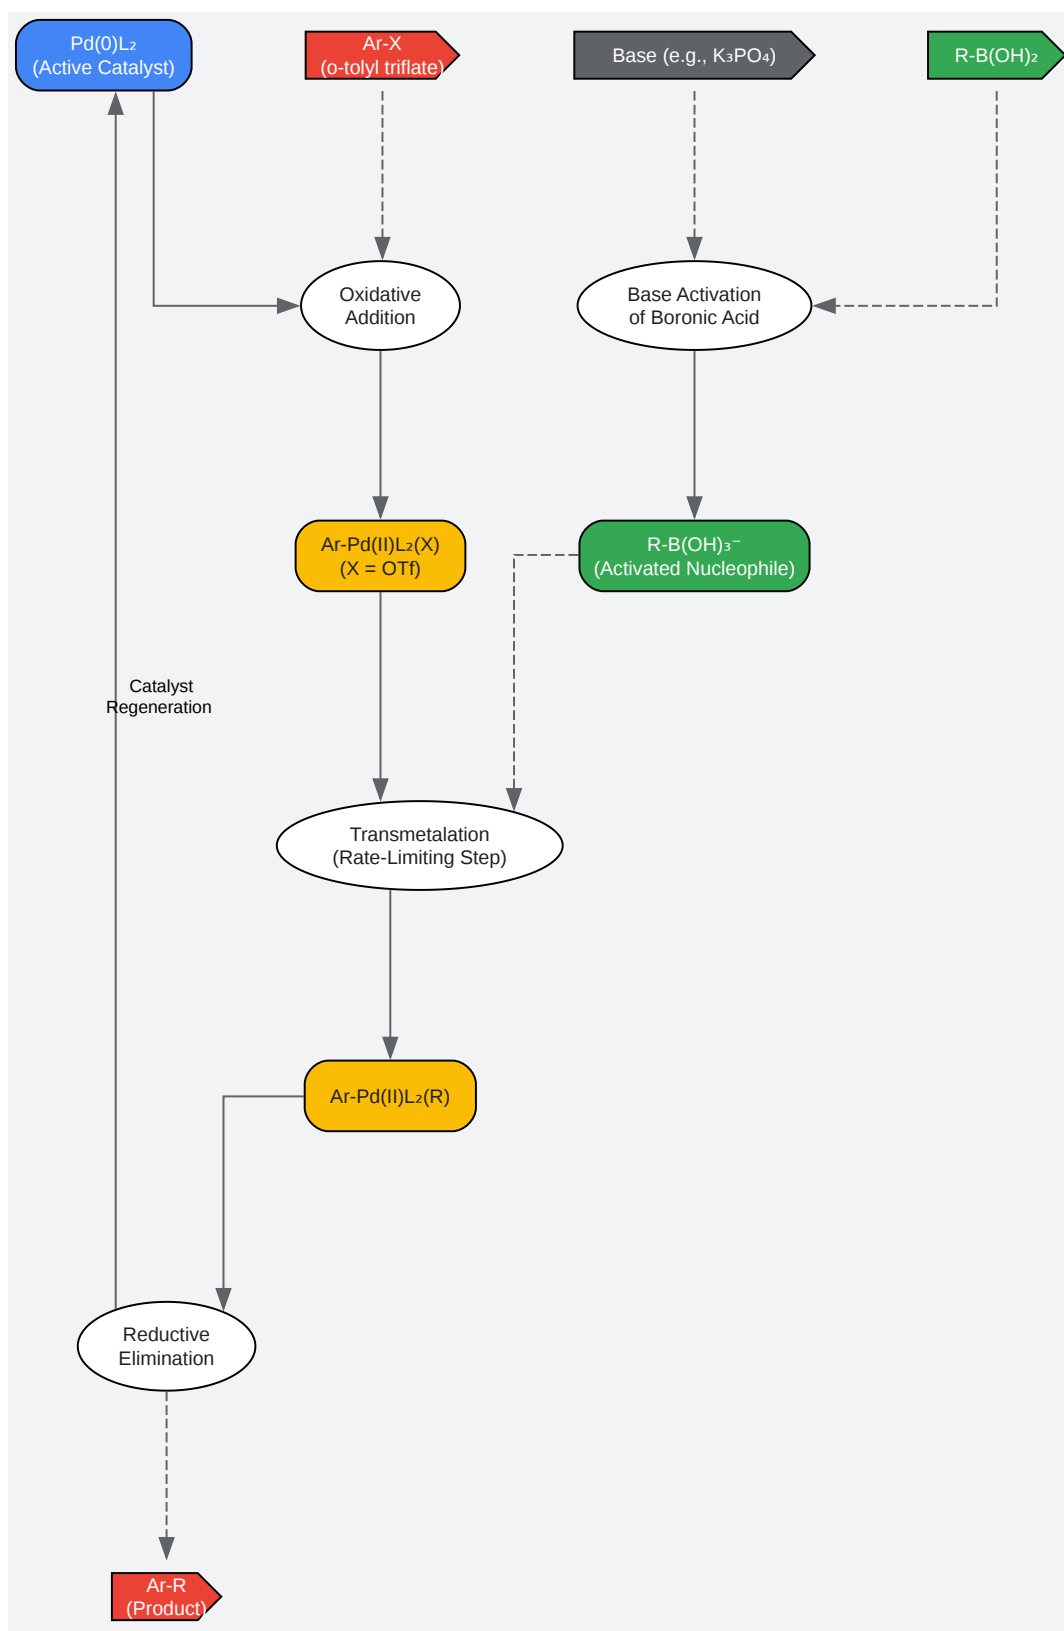 Pd(0)L₂
(Active Catalyst)
Ar-X
(o-tolyl triflate)
Base (e.g., K₃PO₄)
R-B(OH)₂
Oxidative
Addition
Base Activation
of Boronic Acid
Ar-Pd(II)L₂(X)
(X = OTf)
R-B(OH)₃⁻
(Activated Nucleophile)
Catalyst
Regeneration
Transmetalation
(Rate-Limiting Step)
Ar-Pd(II)L₂(R)
Reductive
Elimination
Ar-R
(Product)